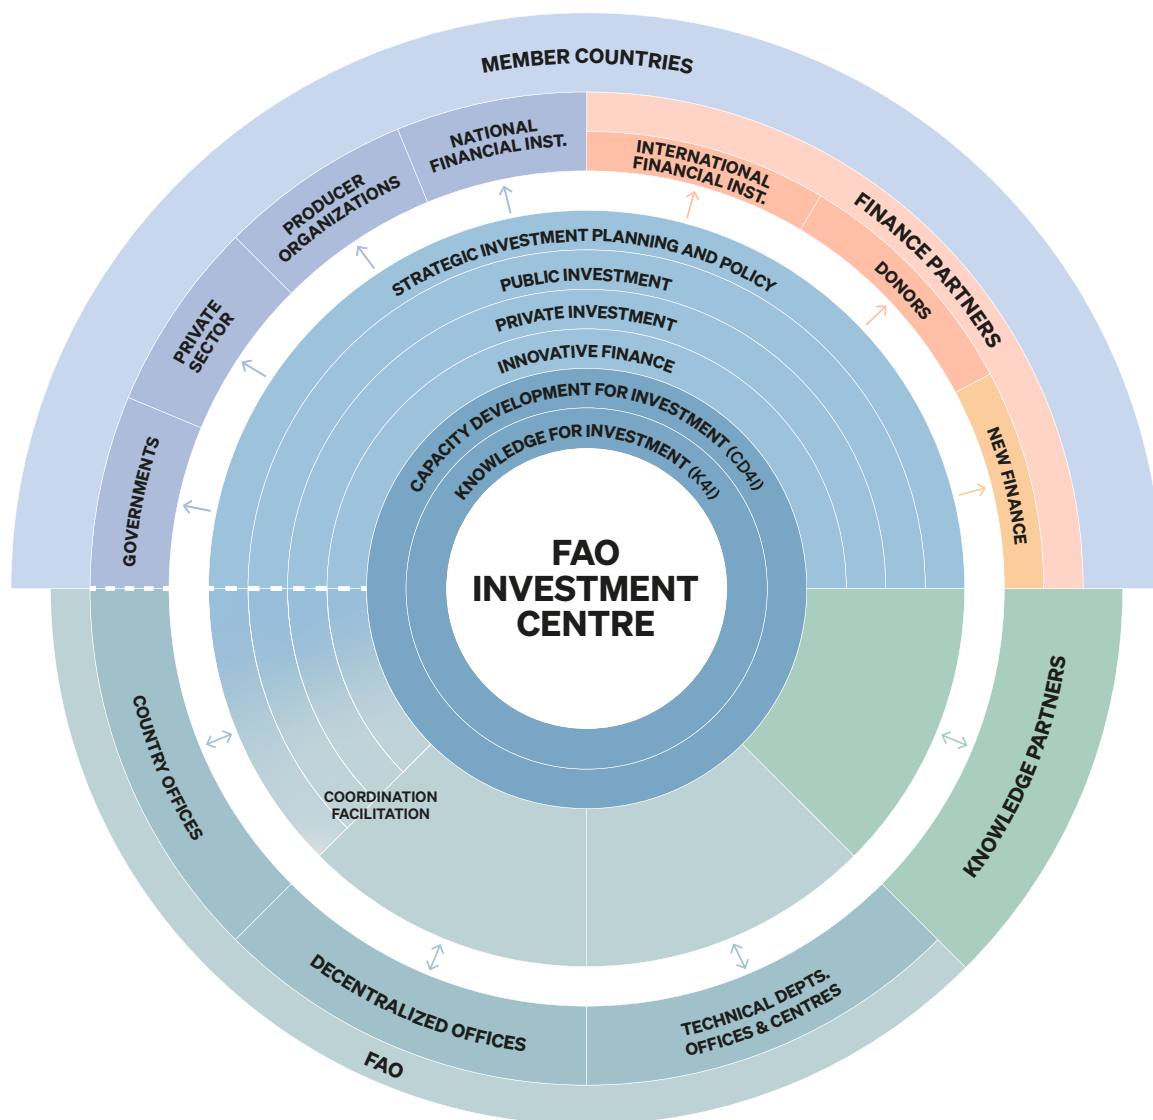 MEMBER COUNTRIES
NATIONAL
FINANCIAL INST.
INTERNATIONAL
FINANCIAL INST.
PRODUCER
ORGANIZATIONS
FINANCE PARTNERS
DONORS
PRIVATE
SECTOR
NEW FINANCE
GOVERNMENTS
STRATEGIC INVESTMENT PLANNING AND POLICY
PUBLIC INVESTMENT
PRIVATE INVESTMENT
INNOVATIVE FINANCE
CAPACITY DEVELOPMENT FOR INVESTMENT (CD4I)
KNOWLEDGE FOR INVESTMENT (K4I)
FAO
INVESTMENT
CENTRE
COUNTRY OFFICES
COORDINATION
FACILITATION
KNOWLEDGE PARTNERS
DECENTRALIZED OFFICES
TECHNICAL DEPTS.
OFFICES & CENTRES
FAO